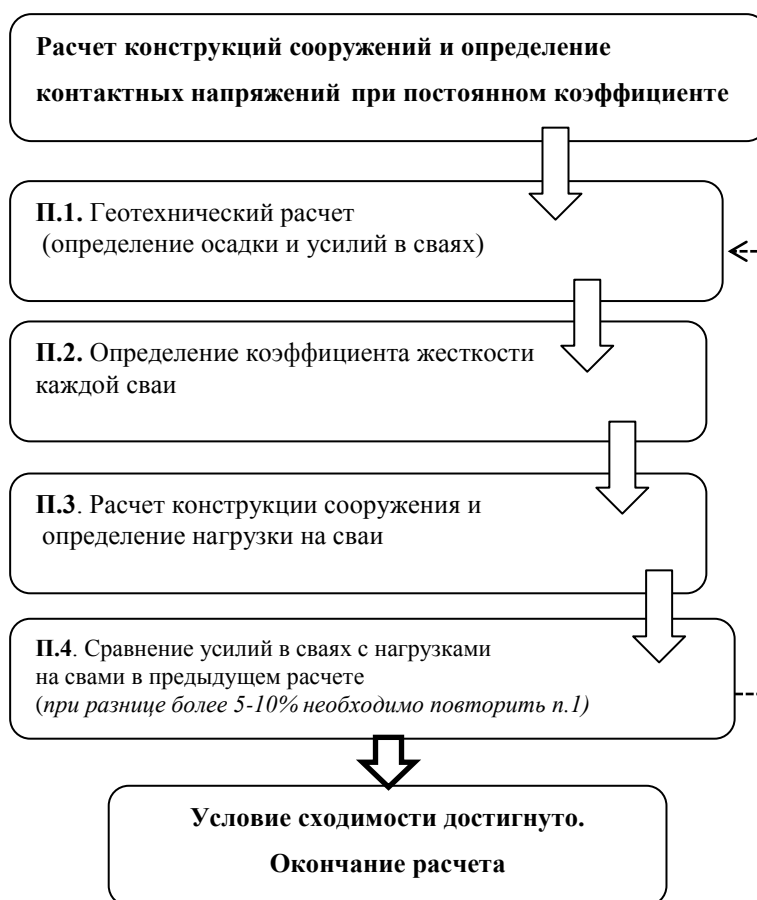 Расчет конструкций сооружений и определение
контактных напряжений при постоянном коэффициенте
П.1. Геотехнический расчет
(определение осадки и усилий в сваях)
П.2. Определение коэффициента жесткости
каждой сваи
П.3. Расчет конструкции сооружения и
определение нагрузки на сваи
П.4. Сравнение усилий в сваях с нагрузками
на свами в предыдущем расчете
(при разнице более 5-10% необходимо повторить п.1)
Условие сходимости достигнуто.
Окончание расчета